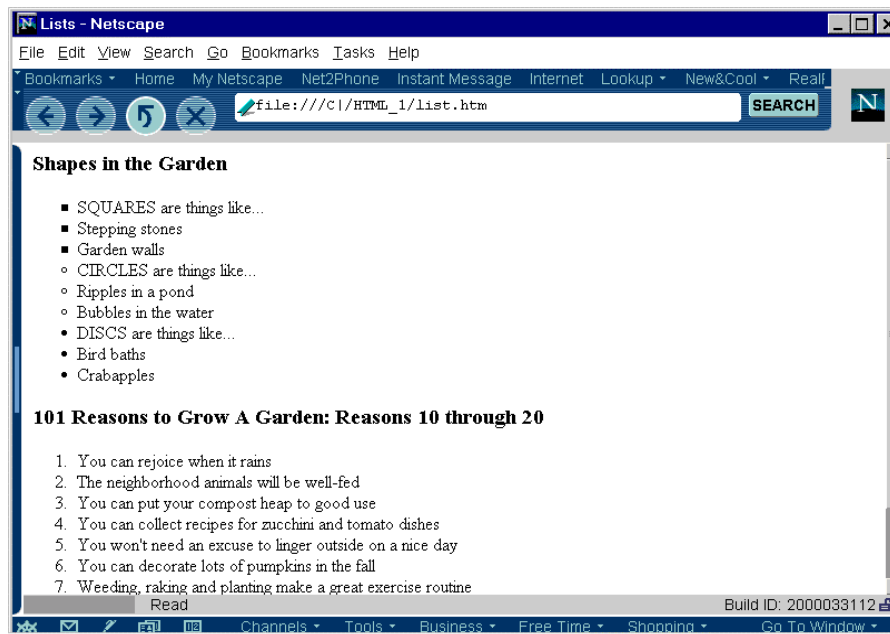 N Lists - Netscape
File Edit View Search Go Bookmarks Tasks Help
Bookmarks Home My Netscape Net2Phone Instant Message Internet Lookup New&Cool
file:///C|/HTML_1/list.htm SEARCH N
Shapes in the Garden
SQUARES are things like...
Stepping stones
Garden walls
CIRCLES are things like...
Ripples in a pond
Bubbles in the water
DISCS are things like...
Bird baths
Crabapples
101 Reasons to Grow A Garden: Reasons 10 through 20
1. You can rejoice when it rains
2. The neighborhood animals will be well-fed
3. You can put your compost heap to good use
4. You can collect recipes for zucchini and tomato dishes
5. You won't need an excuse to linger outside on a nice day
6. You can decorate lots of pumpkins in the fall
7. Weeding, raking and planting make a great exercise routine
Read Build ID: 2000033112
Channels Tools Business Free Time Shopping Go To Window